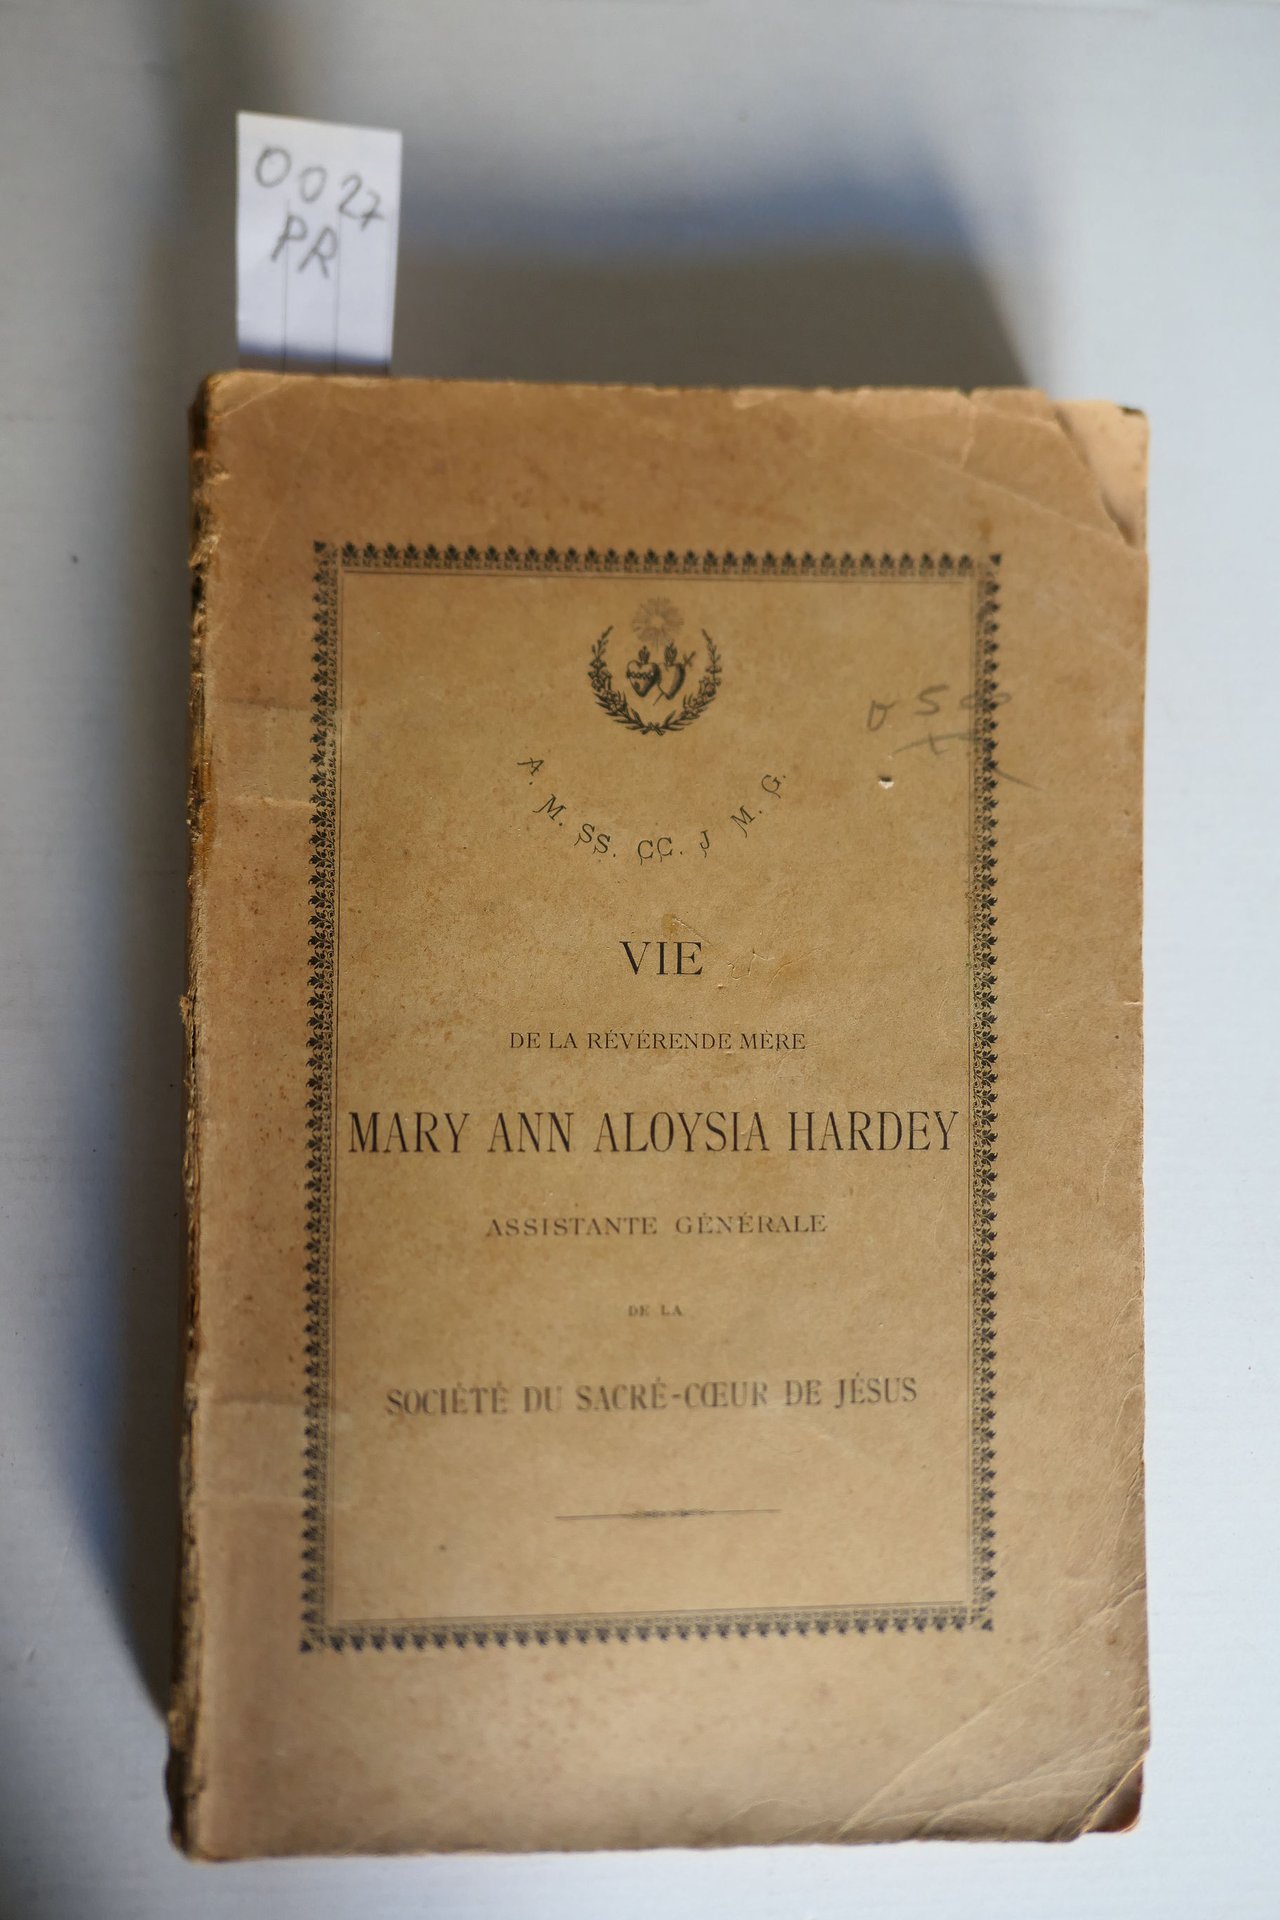 0027
PR
A. M. SS. CC. J M. G.
VIE
DE LA RÉVÉRENDE MÈRE
MARY ANN ALOYSIA HARDEY
ASSISTANTE GÉNÉRALE
DE LA
SOCIÉTÉ DU SACRÉ-CŒUR DE JÉSUS